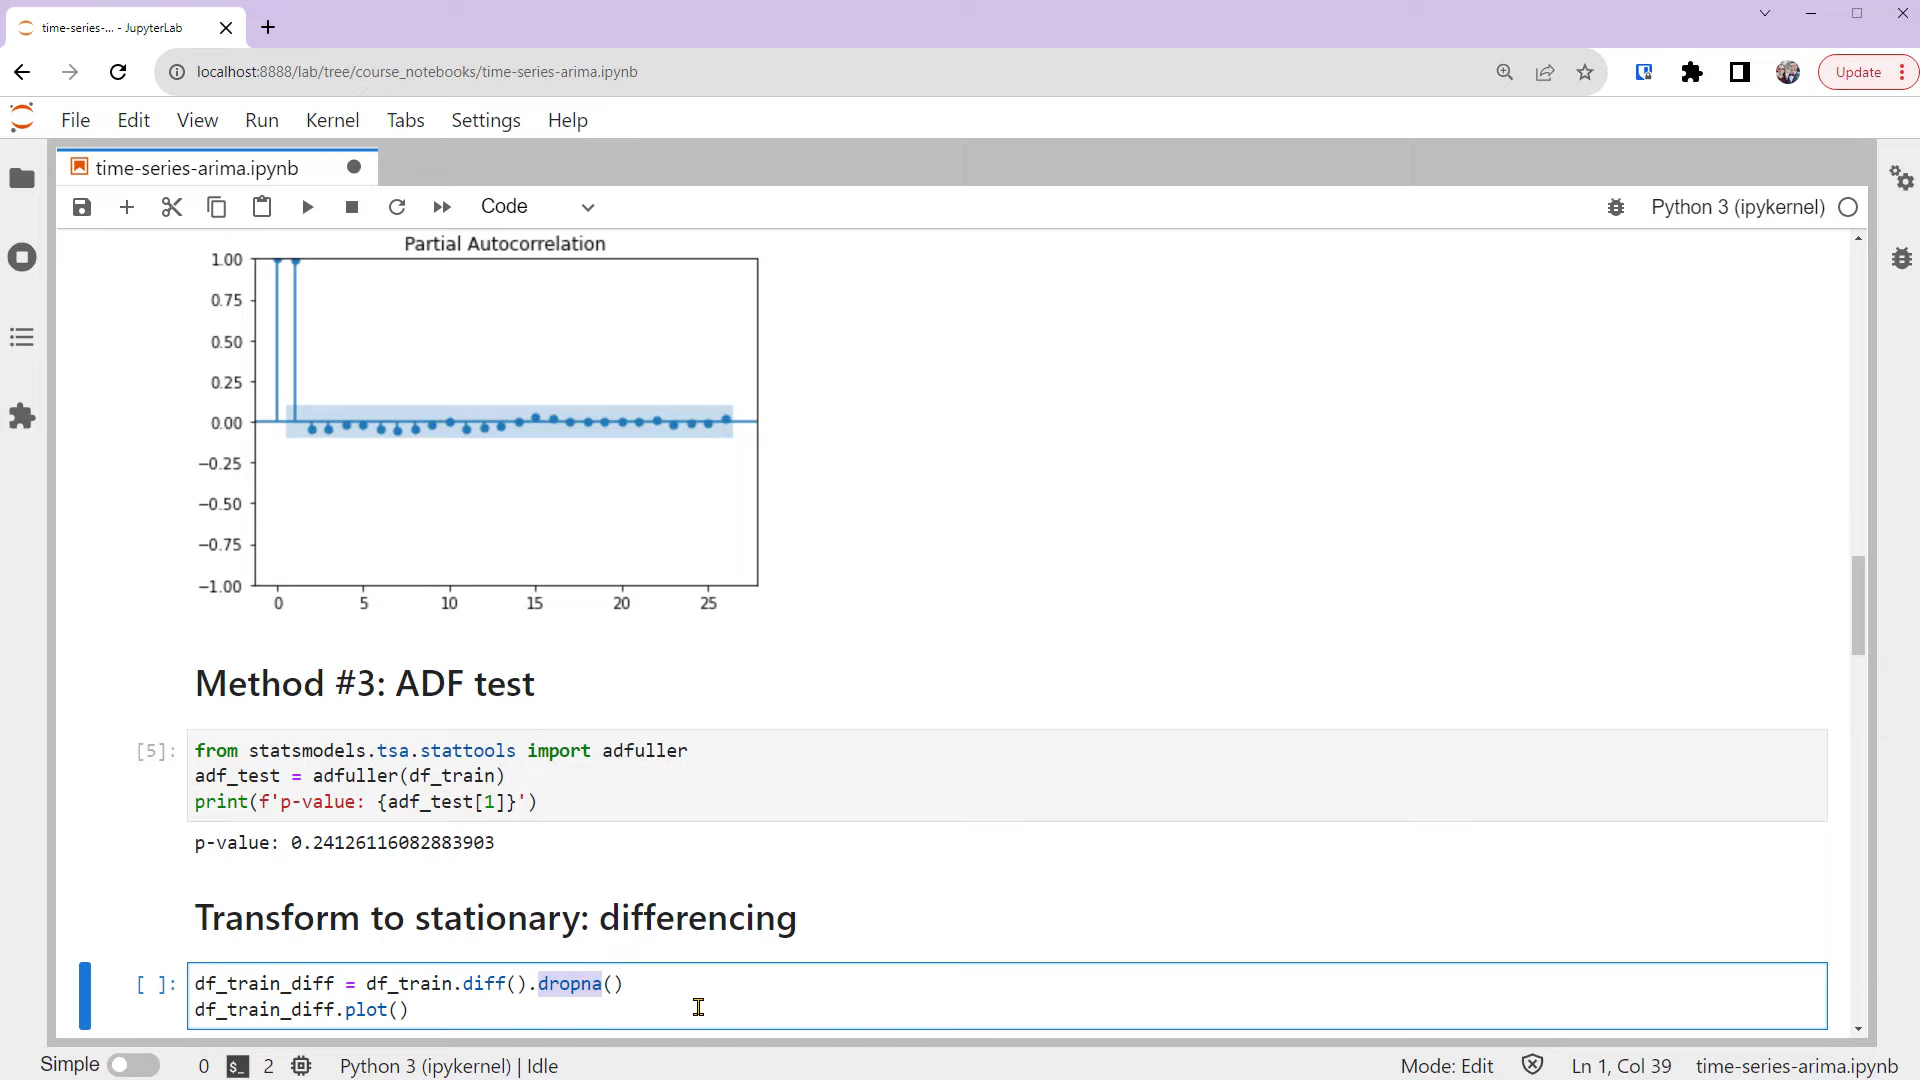 time-series-... - JupyterLab
localhost:8888/lab/tree/course_notebooks/time-series-arima.ipynb
Update
File Edit View Run Kernel Tabs Settings Help
time-series-arima.ipynb
Code
Python 3 (ipykernel)
Partial Autocorrelation
1.00
0.75
0.50
0.25
0.00
−0.25
−0.50
−0.75
−1.00
0 5 10 15 20 25
Method #3: ADF test
[5]:
from statsmodels.tsa.stattools import adfuller
adf_test = adfuller(df_train)
print(f'p-value: {adf_test[1]}')
p-value: 0.24126116082883903
Transform to stationary: differencing
[ ]:
df_train_diff = df_train.diff().dropna()
df_train_diff.plot()
Simple 0 $_ 2 Python 3 (ipykernel) | Idle Mode: Edit Ln 1, Col 39 time-series-arima.ipynb